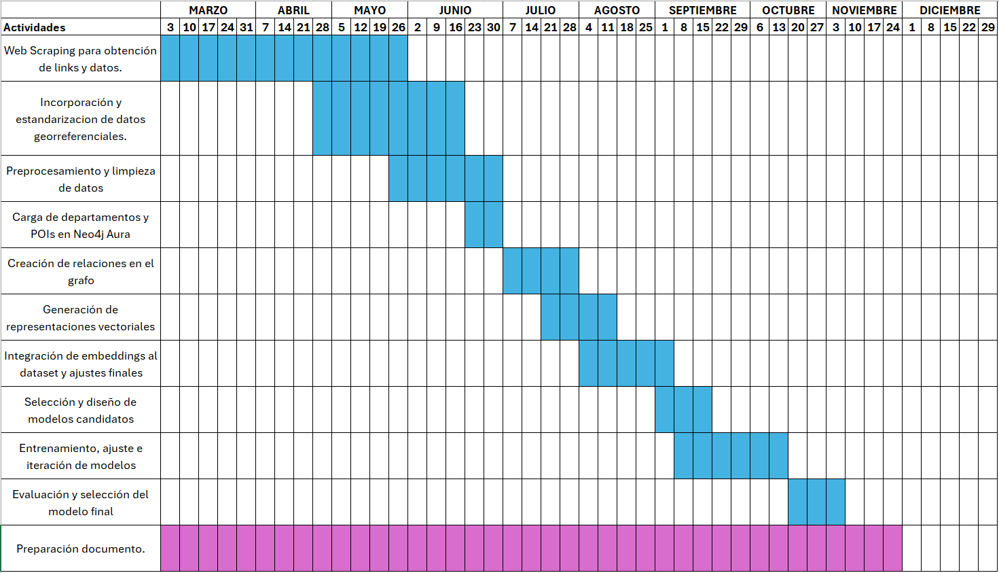 MARZO ABRIL MAYO JUNIO JULIO AGOSTO SEPTIEMBRE OCTUBRE NOVIEMBRE DICIEMBRE
Actividades 3 10 17 24 31 7 14 21 28 5 12 19 26 2 9 16 23 30 7 14 21 28 4 11 18 25 1 8 15 22 29 6 13 20 27 3 10 17 24 1 8 15 22 29
Web Scraping para obtención
de links y datos.
Incorporación y
estandarizacion de datos
georreferenciales.
Preprocesamiento y limpieza
de datos
Carga de departamentos y
POIs en Neo4j Aura
Creación de relaciones en el
grafo
Generación de
representaciones vectoriales
Integración de embeddings al
dataset y ajustes finales
Selección y diseño de
modelos candidatos
Entrenamiento, ajuste e
iteración de modelos
Evaluación y selección del
modelo final
Preparación documento.